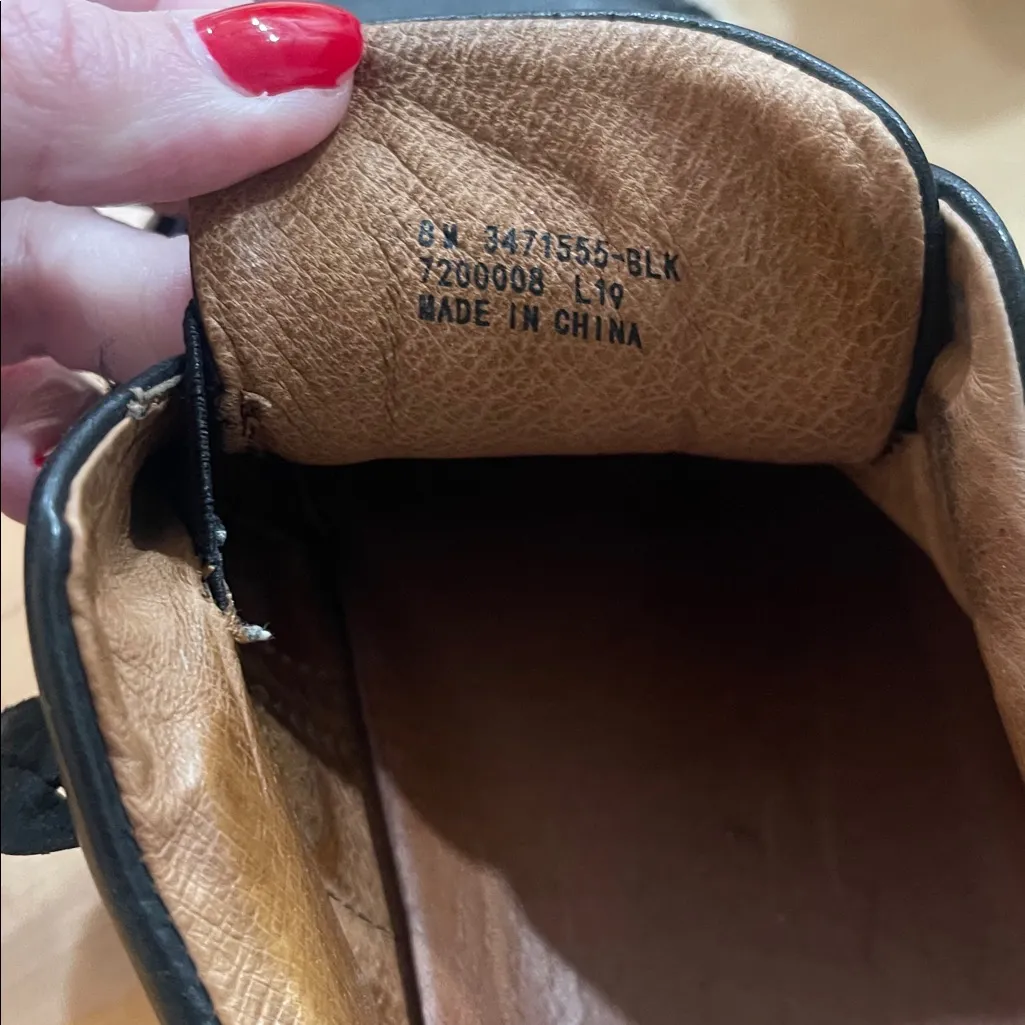 8M 3471555-BLK
7200008 L19
MADE IN CHINA